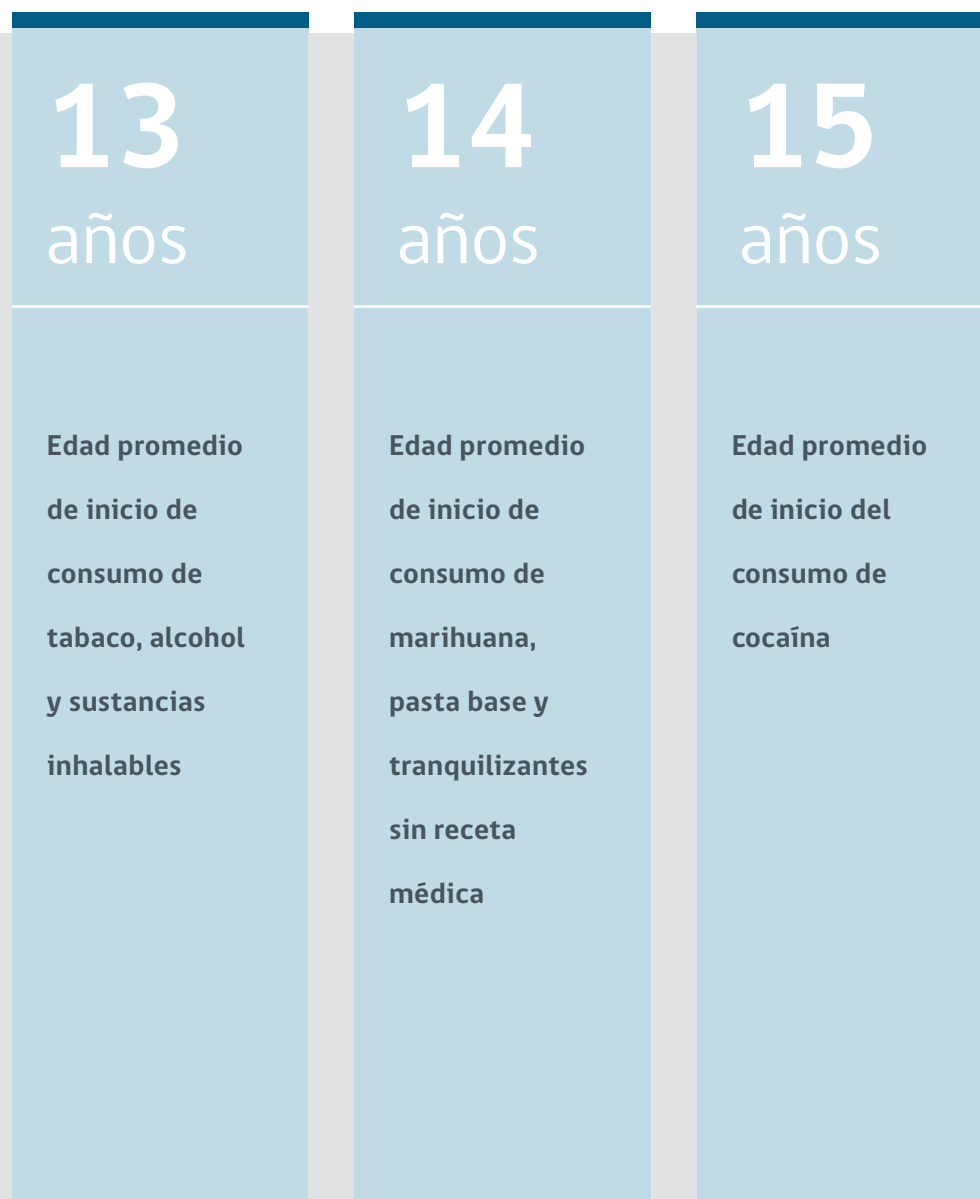 13
años
Edad promedio
de inicio de
consumo de
tabaco, alcohol
y sustancias
inhalables
14
años
Edad promedio
de inicio de
consumo de
marihuana,
pasta base y
tranquilizantes
sin receta
médica
15
años
Edad promedio
de inicio del
consumo de
cocaína